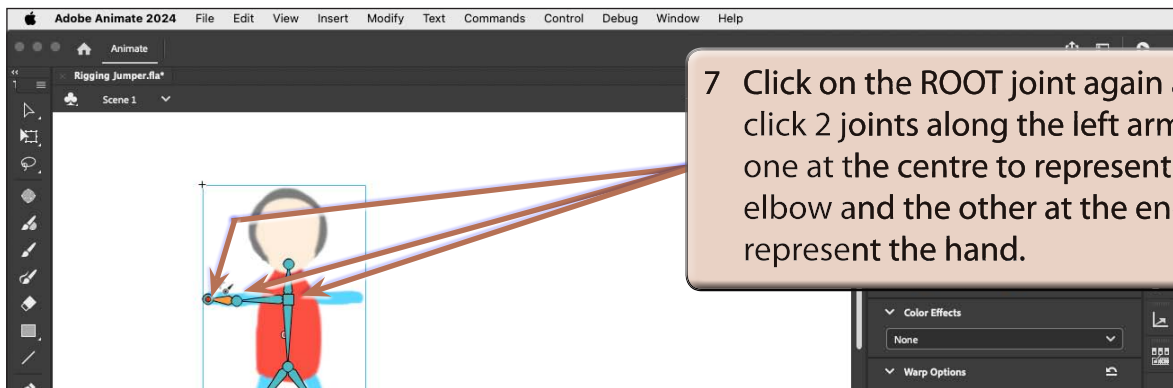 Adobe Animate 2024 File Edit View Insert Modify Text Commands Control Debug Window Help
Animate
Rigging Jumper.fla*
Scene 1
7 Click on the ROOT joint again
click 2 joints along the left arm
one at the centre to represent
elbow and the other at the en
represent the hand.
Color Effects
None
Warp Options